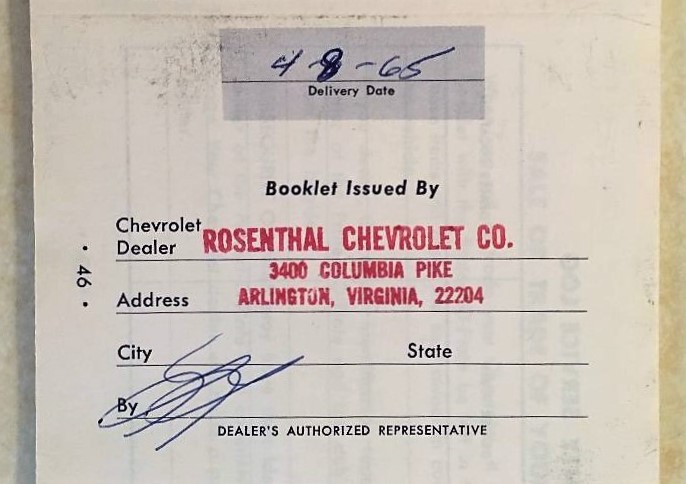 4-8-65
Delivery Date
Booklet Issued By
Chevrolet
Dealer ROSENTHAL CHEVROLET CO.
3400 COLUMBIA PIKE
Address ARLINGTON, VIRGINIA, 22204
• 46 •
City State
By
DEALER'S AUTHORIZED REPRESENTATIVE